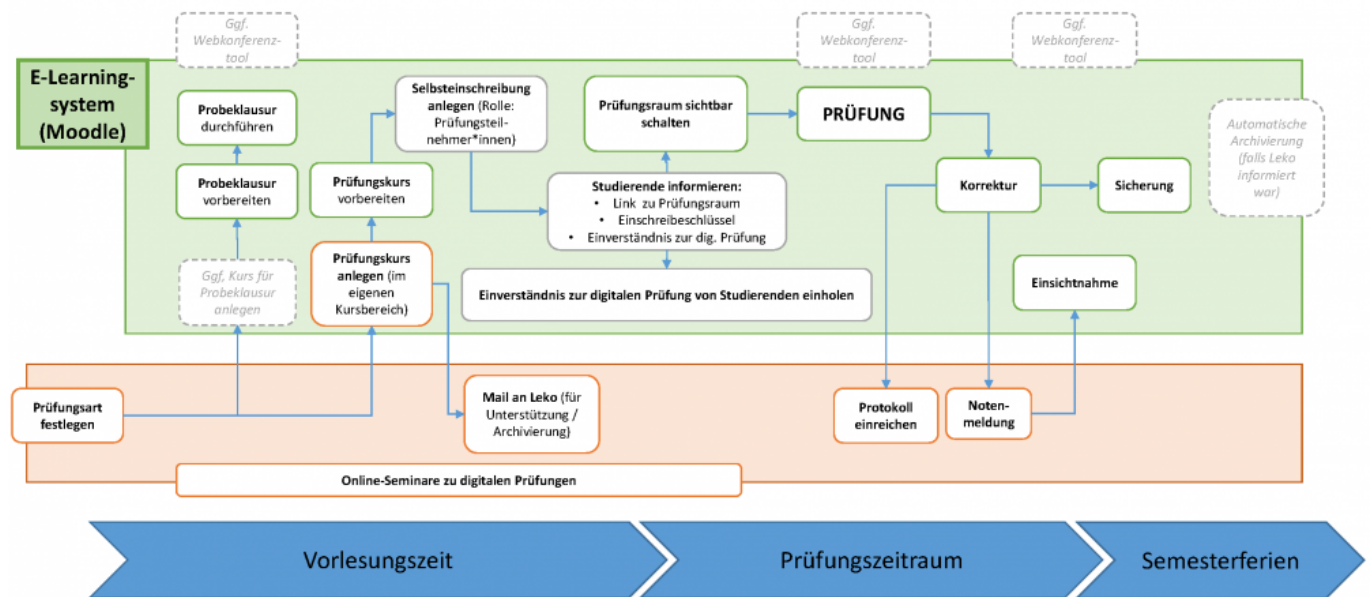 Ggf.
Webkonferenz-
tool
Ggf.
Webkonferenz-
tool
Ggf.
Webkonferenz-
tool
E-Learning-
system
(Moodle)
Probeklausur
durchführen
Probeklausur
vorbereiten
Ggf, Kurs für
Probeklausur
anlegen
Selbsteinschreibung
anlegen (Rolle:
Prüfungsteil-
nehmer*innen)
Prüfungskurs
vorbereiten
Prüfungskurs
anlegen (im
eigenen
Kursbereich)
Prüfungsraum sichtbar
schalten
Studierende informieren:
• Link zu Prüfungsraum
• Einschreibeschlüssel
• Einverständnis zur dig. Prüfung
Einverständnis zur digitalen Prüfung von Studierenden einholen
PRÜFUNG
Korrektur
Sicherung
Einsichtnahme
Automatische
Archivierung
(falls Leko
informiert
war)
Prüfungsart
festlegen
Mail an Leko (für
Unterstützung /
Archivierung)
Protokoll
einreichen
Noten-
meldung
Online-Seminare zu digitalen Prüfungen
Vorlesungszeit
Prüfungszeitraum
Semesterferien